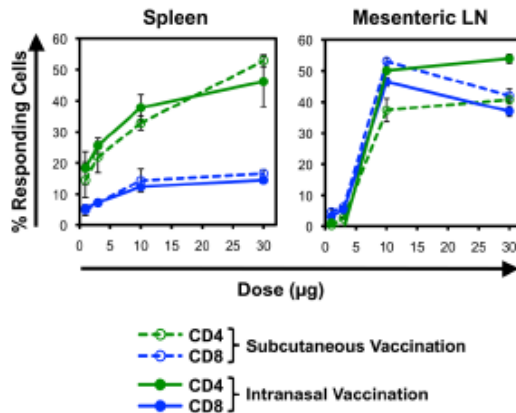 Spleen
Mesenteric LN
% Responding Cells
60
50
40
30
20
10
0
0 5 10 15 20 25 30
60
50
40
30
20
10
0
0 5 10 15 20 25 30
Dose (µg)
CD4
CD8
Subcutaneous Vaccination
CD4
CD8
Intranasal Vaccination